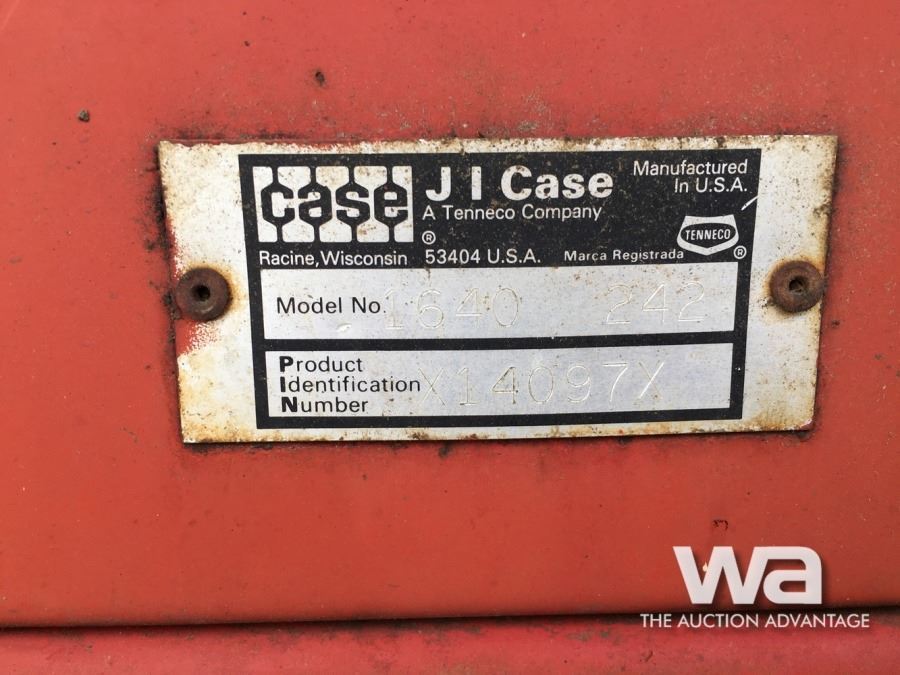 case
J I Case
Manufactured
In U.S.A.
A Tenneco Company
TENNECO
®
®
Racine, Wisconsin 53404 U.S.A. Marca Registrada
Model No. 1640 242
Product
Identification X14097X
Number
wa
THE AUCTION ADVANTAGE